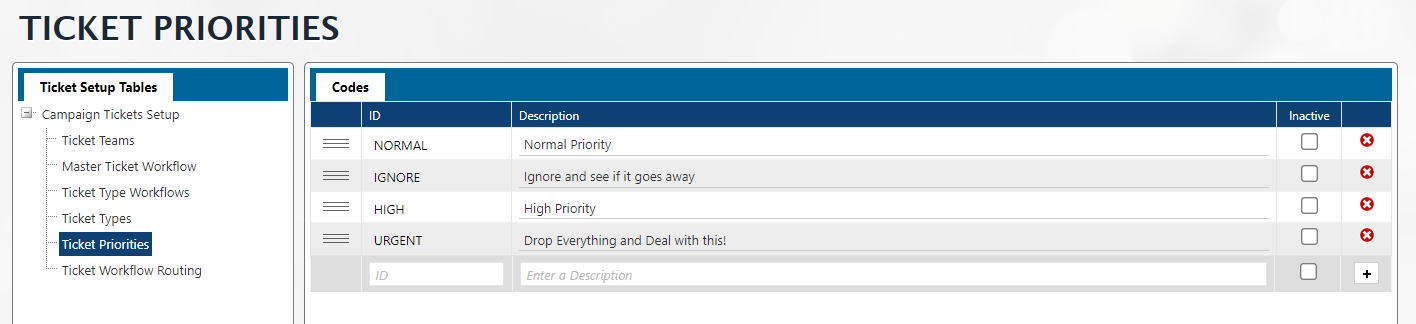 TICKET PRIORITIES
Ticket Setup Tables
Campaign Tickets Setup
Ticket Teams
Master Ticket Workflow
Ticket Type Workflows
Ticket Types
Ticket Priorities
Ticket Workflow Routing
Codes
ID Description Inactive
NORMAL Normal Priority
IGNORE Ignore and see if it goes away
HIGH High Priority
URGENT Drop Everything and Deal with this!
ID Enter a Description